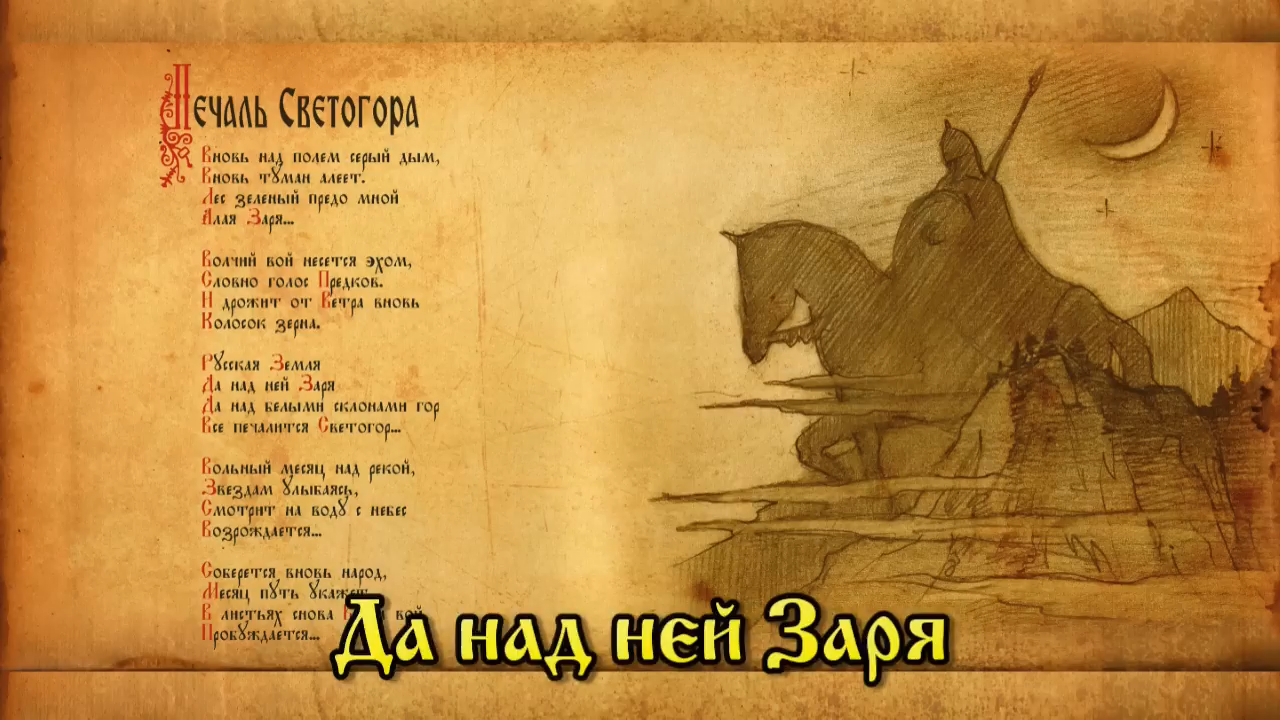 Печаль Светогора
Вновь над полем серый дым,
Вновь туман алеет.
Лес зеленый предо мной
Алая Заря...
Волчий вой несется эхом,
Словно голос Предков.
И дрожит от Ветра вновь
Колосок зерна.
Русская Земля
Да над ней Заря
Да над белыми склонами гор
Все печалится Светогор...
Вольный месяц над рекой,
Звездам улыбаясь,
Смотрит на воду с небес
Возрождается...
Соберется вновь народ,
Месяц путь укажет
В листьях снова вой
Пробуждается...
Да над ней Заря